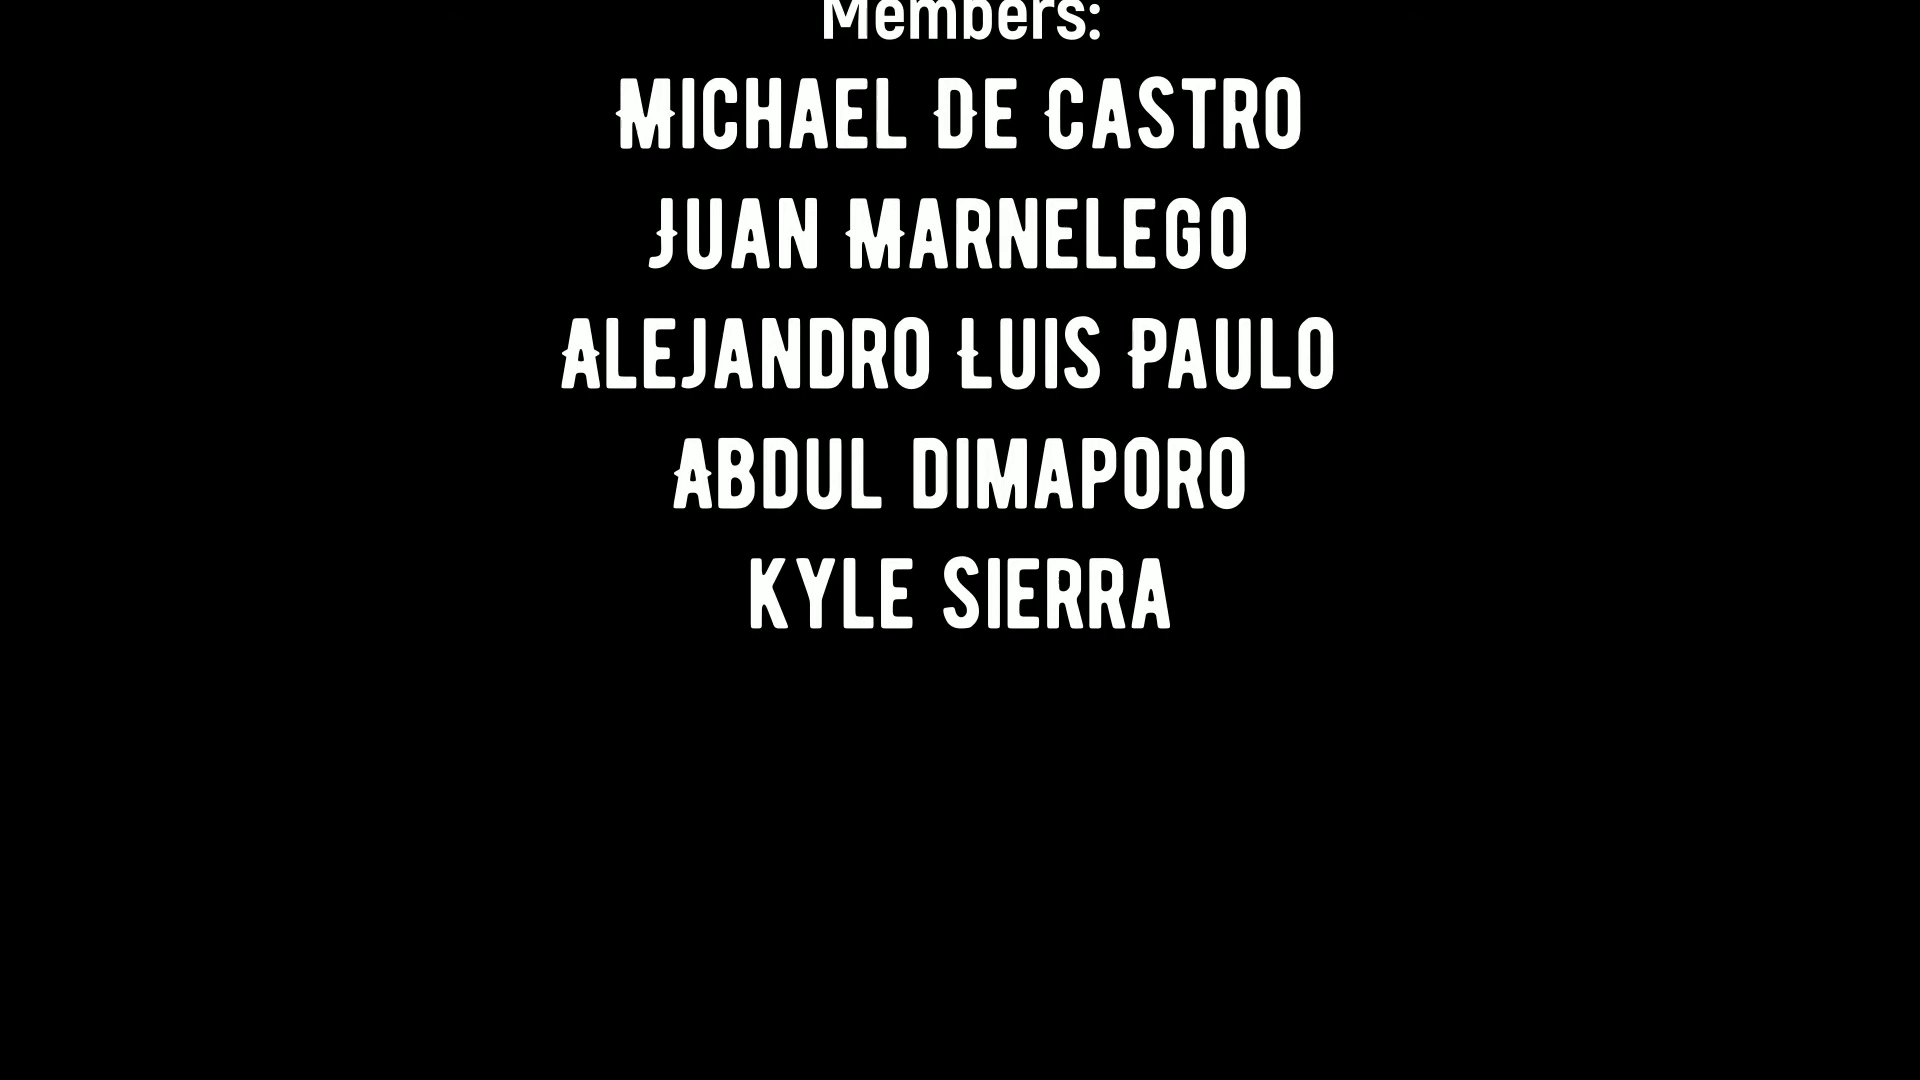 Members:
Michael De Castro
Juan Marnelego
Alejandro Luis Paulo
Abdul dimaporo
kyle sierra